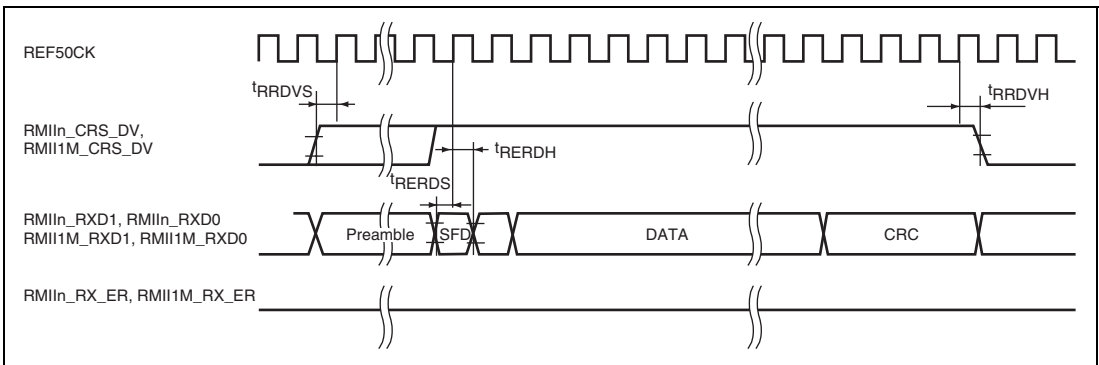 REF50CK
tRRDVS
tRRDVH
RMIIn_CRS_DV,
RMII1M_CRS_DV
tRERDH
tRERDS
RMIIn_RXD1, RMIIn_RXD0
RMII1M_RXD1, RMII1M_RXD0
Preamble
SFD
DATA
CRC
RMIIn_RX_ER, RMII1M_RX_ER